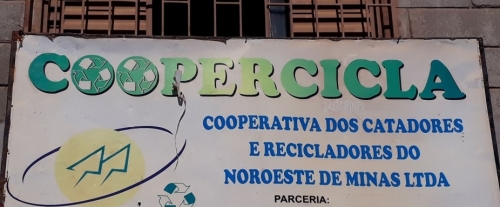 COOPERCICLA
COOPERATIVA DOS CATADORES
E RECICLADORES DO
NOROESTE DE MINAS LTDA
PARCERIA: